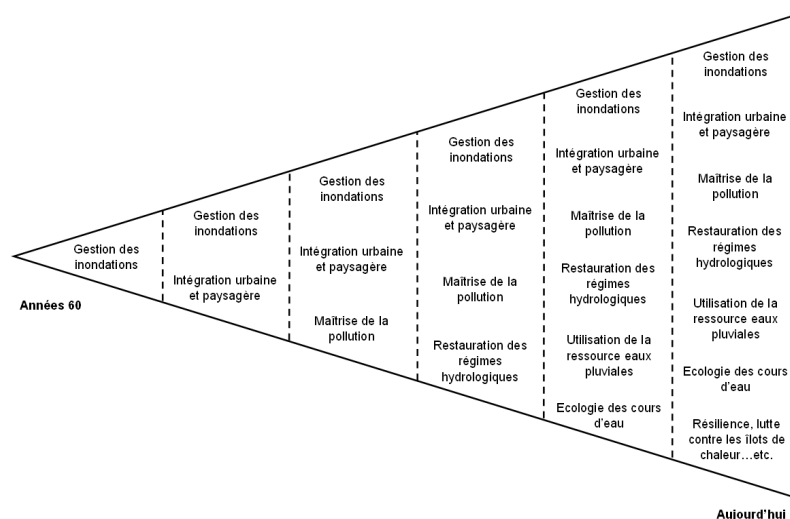 Gestion des
inondations
Années 60
Gestion des
inondations
Intégration urbaine
et paysagère
Gestion des
inondations
Intégration urbaine
et paysagère
Maîtrise de la
pollution
Gestion des
inondations
Intégration urbaine
et paysagère
Maîtrise de la
pollution
Restauration des
régimes
hydrologiques
Gestion des
inondations
Intégration urbaine
et paysagère
Maîtrise de la
pollution
Restauration des
régimes
hydrologiques
Utilisation de la
ressource eaux
pluviales
Ecologie des cours
d'eau
Gestion des
inondations
Intégration urbaine
et paysagère
Maîtrise de la
pollution
Restauration des
régimes
hydrologiques
Utilisation de la
ressource eaux
pluviales
Ecologie des cours
d'eau
Résilience, lutte
contre les îlots de
chaleur…etc.
Aujourd'hui